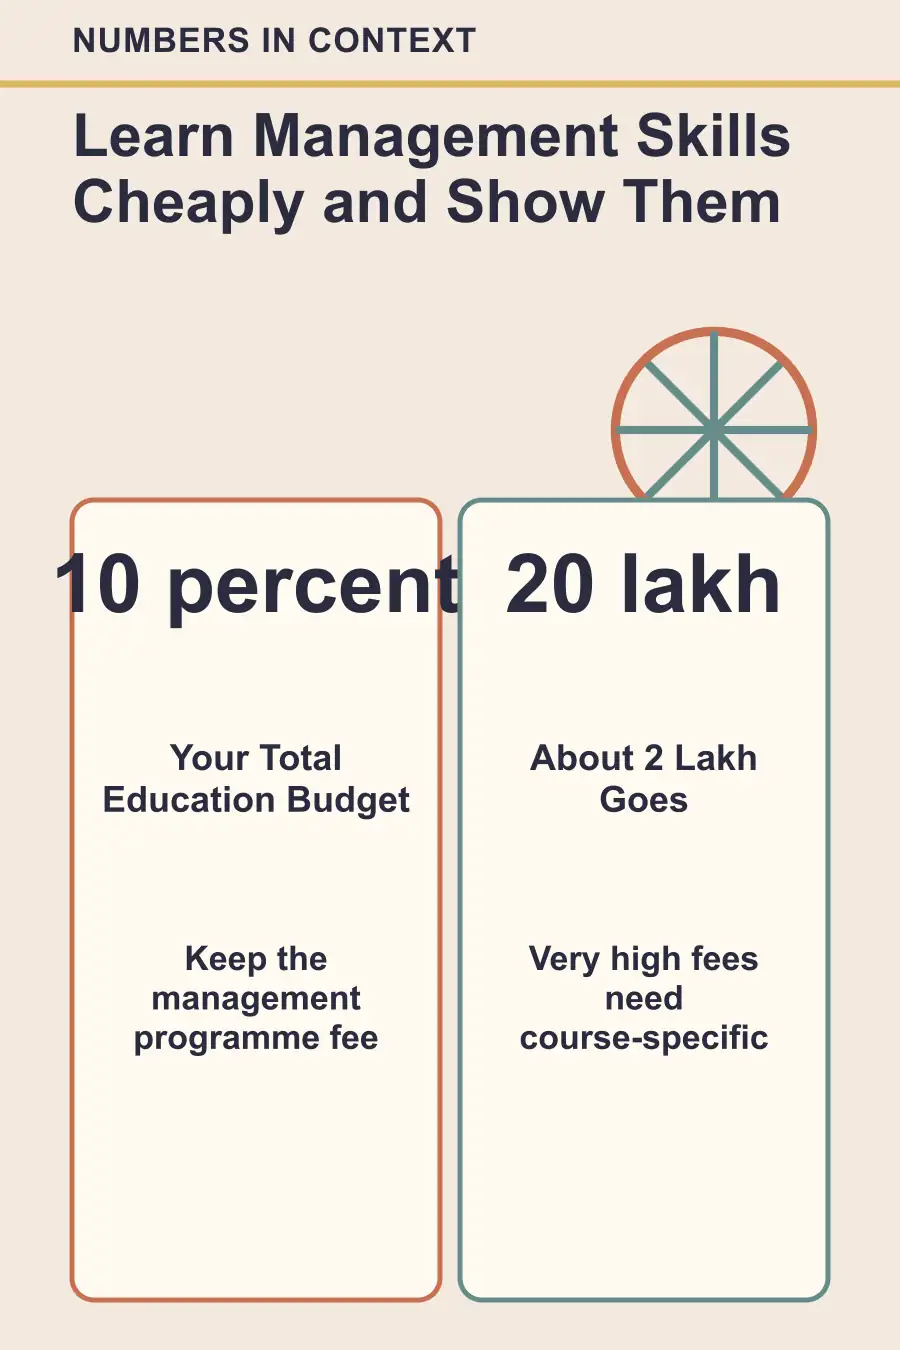 NUMBERS IN CONTEXT
Learn Management Skills
Cheaply and Show Them
10 percent
Your Total
Education Budget
Keep the
management
programme fee
20 lakh
About 2 Lakh
Goes
Very high fees
need
course-specific